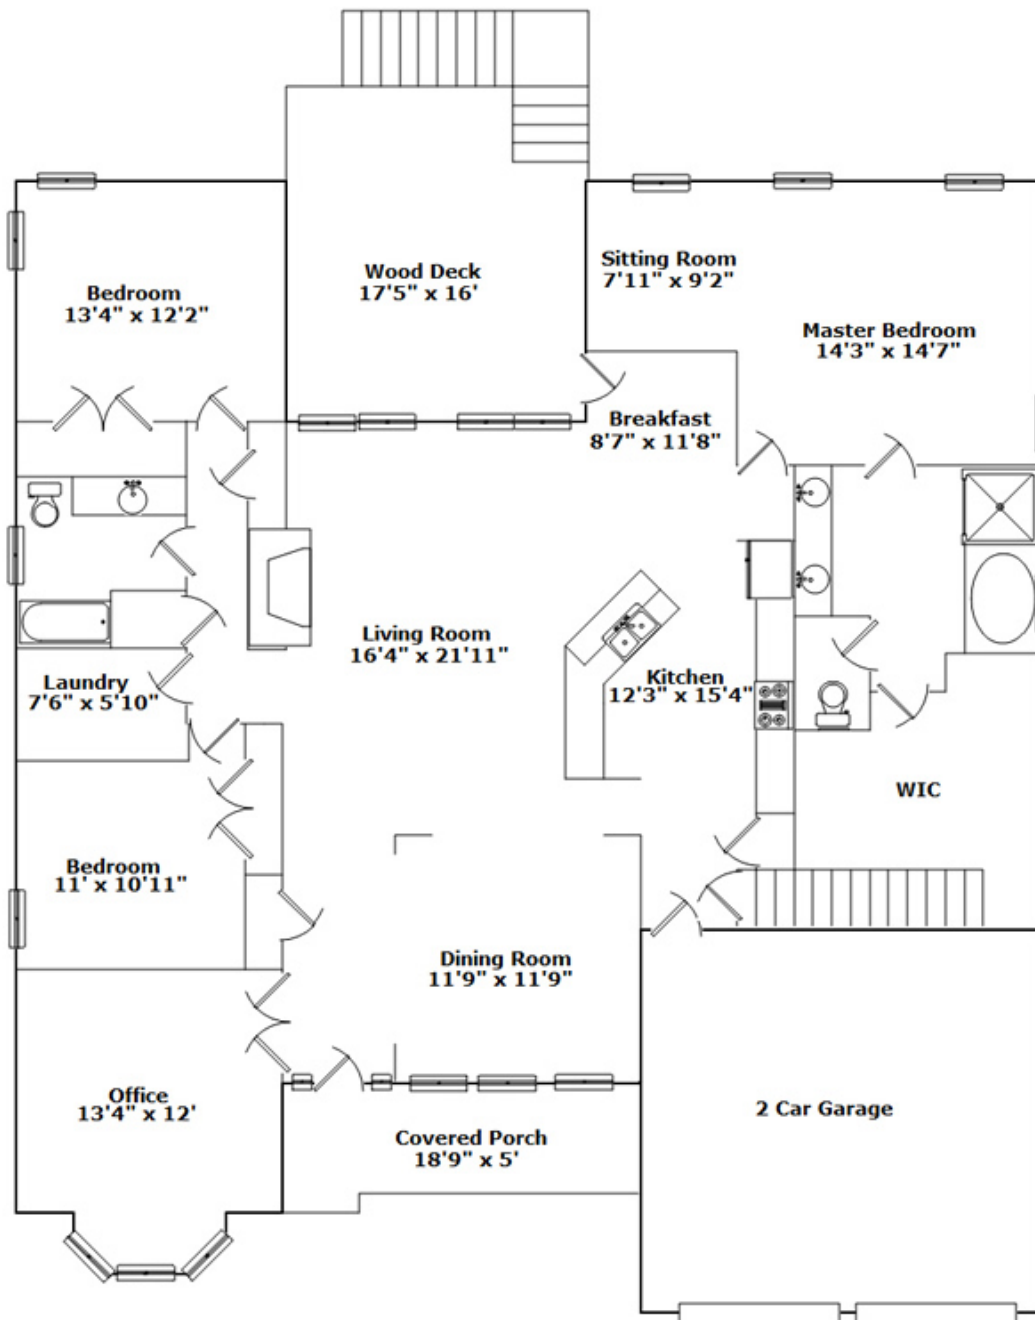 Sitting Room
7'11" x 9'2"
Wood Deck
17'5" x 16'
Bedroom
13'4" x 12'2"
Master Bedroom
14'3" x 14'7"
Breakfast
8'7" x 11'8"
Living Room
16'4" x 21'11"
Kitchen
12'3" x 15'4"
Laundry
7'6" x 5'10"
WIC
Bedroom
11' x 10'11"
Dining Room
11'9" x 11'9"
Office
13'4" x 12'
2 Car Garage
Covered Porch
18'9" x 5'